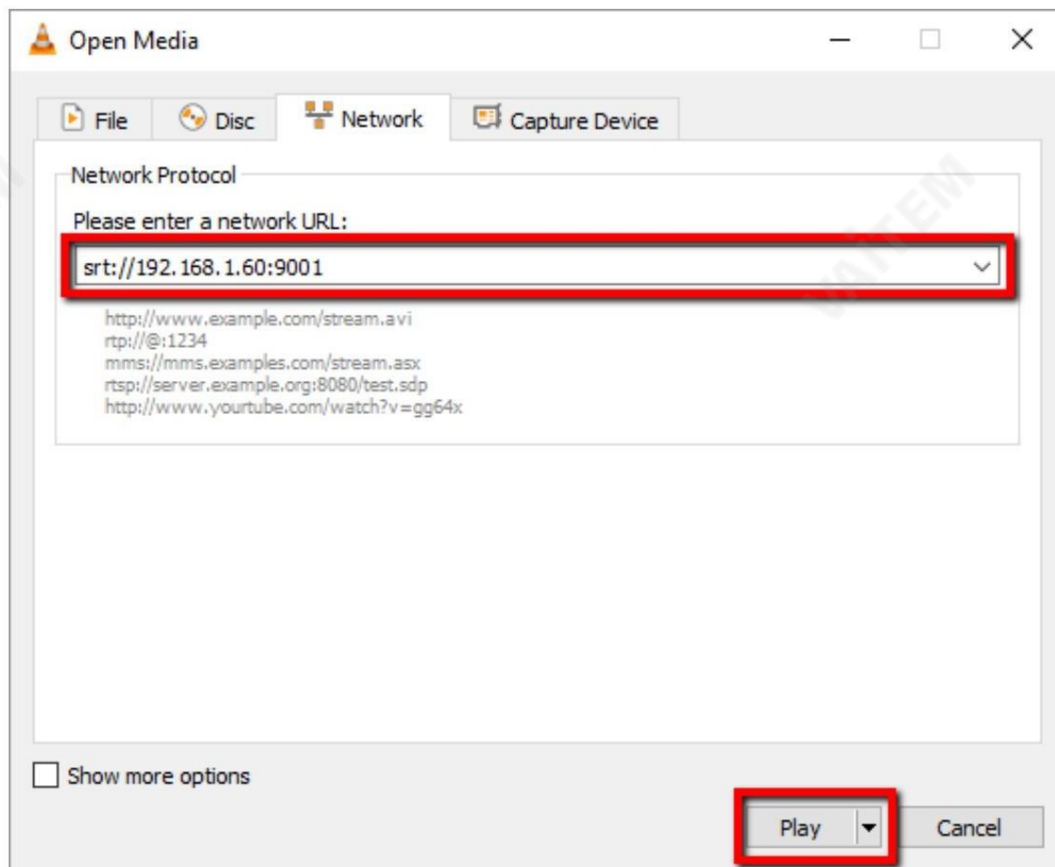 Open Media
File Disc Network Capture Device
Network Protocol
Please enter a network URL:
srt://192.168.1.60:9001
http://www.example.com/stream.avi
rtp://@:1234
mms://mms.examples.com/stream.asx
rtsp://server.example.org:8080/test.sdp
http://www.yourtube.com/watch?v=gg64x
Show more options
Play Cancel